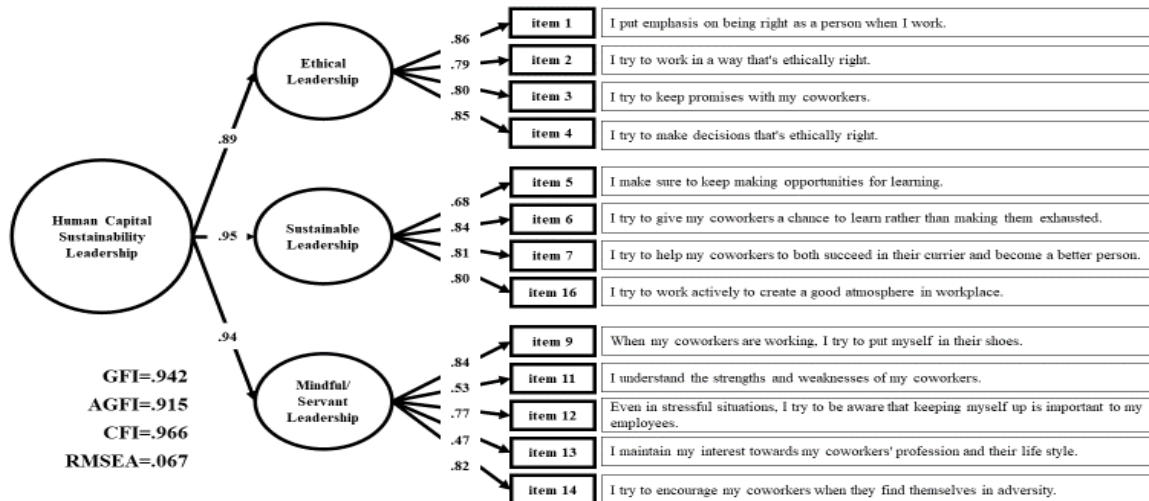 Human Capital
Sustainability
Leadership
.89
.95
.94
Ethical
Leadership
.86
.79
.80
.85
item 1
I put emphasis on being right as a person when I work.
item 2
I try to work in a way that's ethically right.
item 3
I try to keep promises with my coworkers.
item 4
I try to make decisions that's ethically right.
Sustainable
Leadership
.68
.84
.81
.80
item 5
I make sure to keep making opportunities for learning.
item 6
I try to give my coworkers a chance to learn rather than making them exhausted.
item 7
I try to help my coworkers to both succeed in their currier and become a better person.
item 16
I try to work actively to create a good atmosphere in workplace.
Mindful/
Servant
Leadership
.84
.53
.77
.47
.82
item 9
When my coworkers are working, I try to put myself in their shoes.
item 11
I understand the strengths and weaknesses of my coworkers.
item 12
Even in stressful situations, I try to be aware that keeping myself up is important to my
employees.
item 13
I maintain my interest towards my coworkers' profession and their life style.
item 14
I try to encourage my coworkers when they find themselves in adversity.
GFI=.942
AGFI=.915
CFI=.966
RMSEA=.067